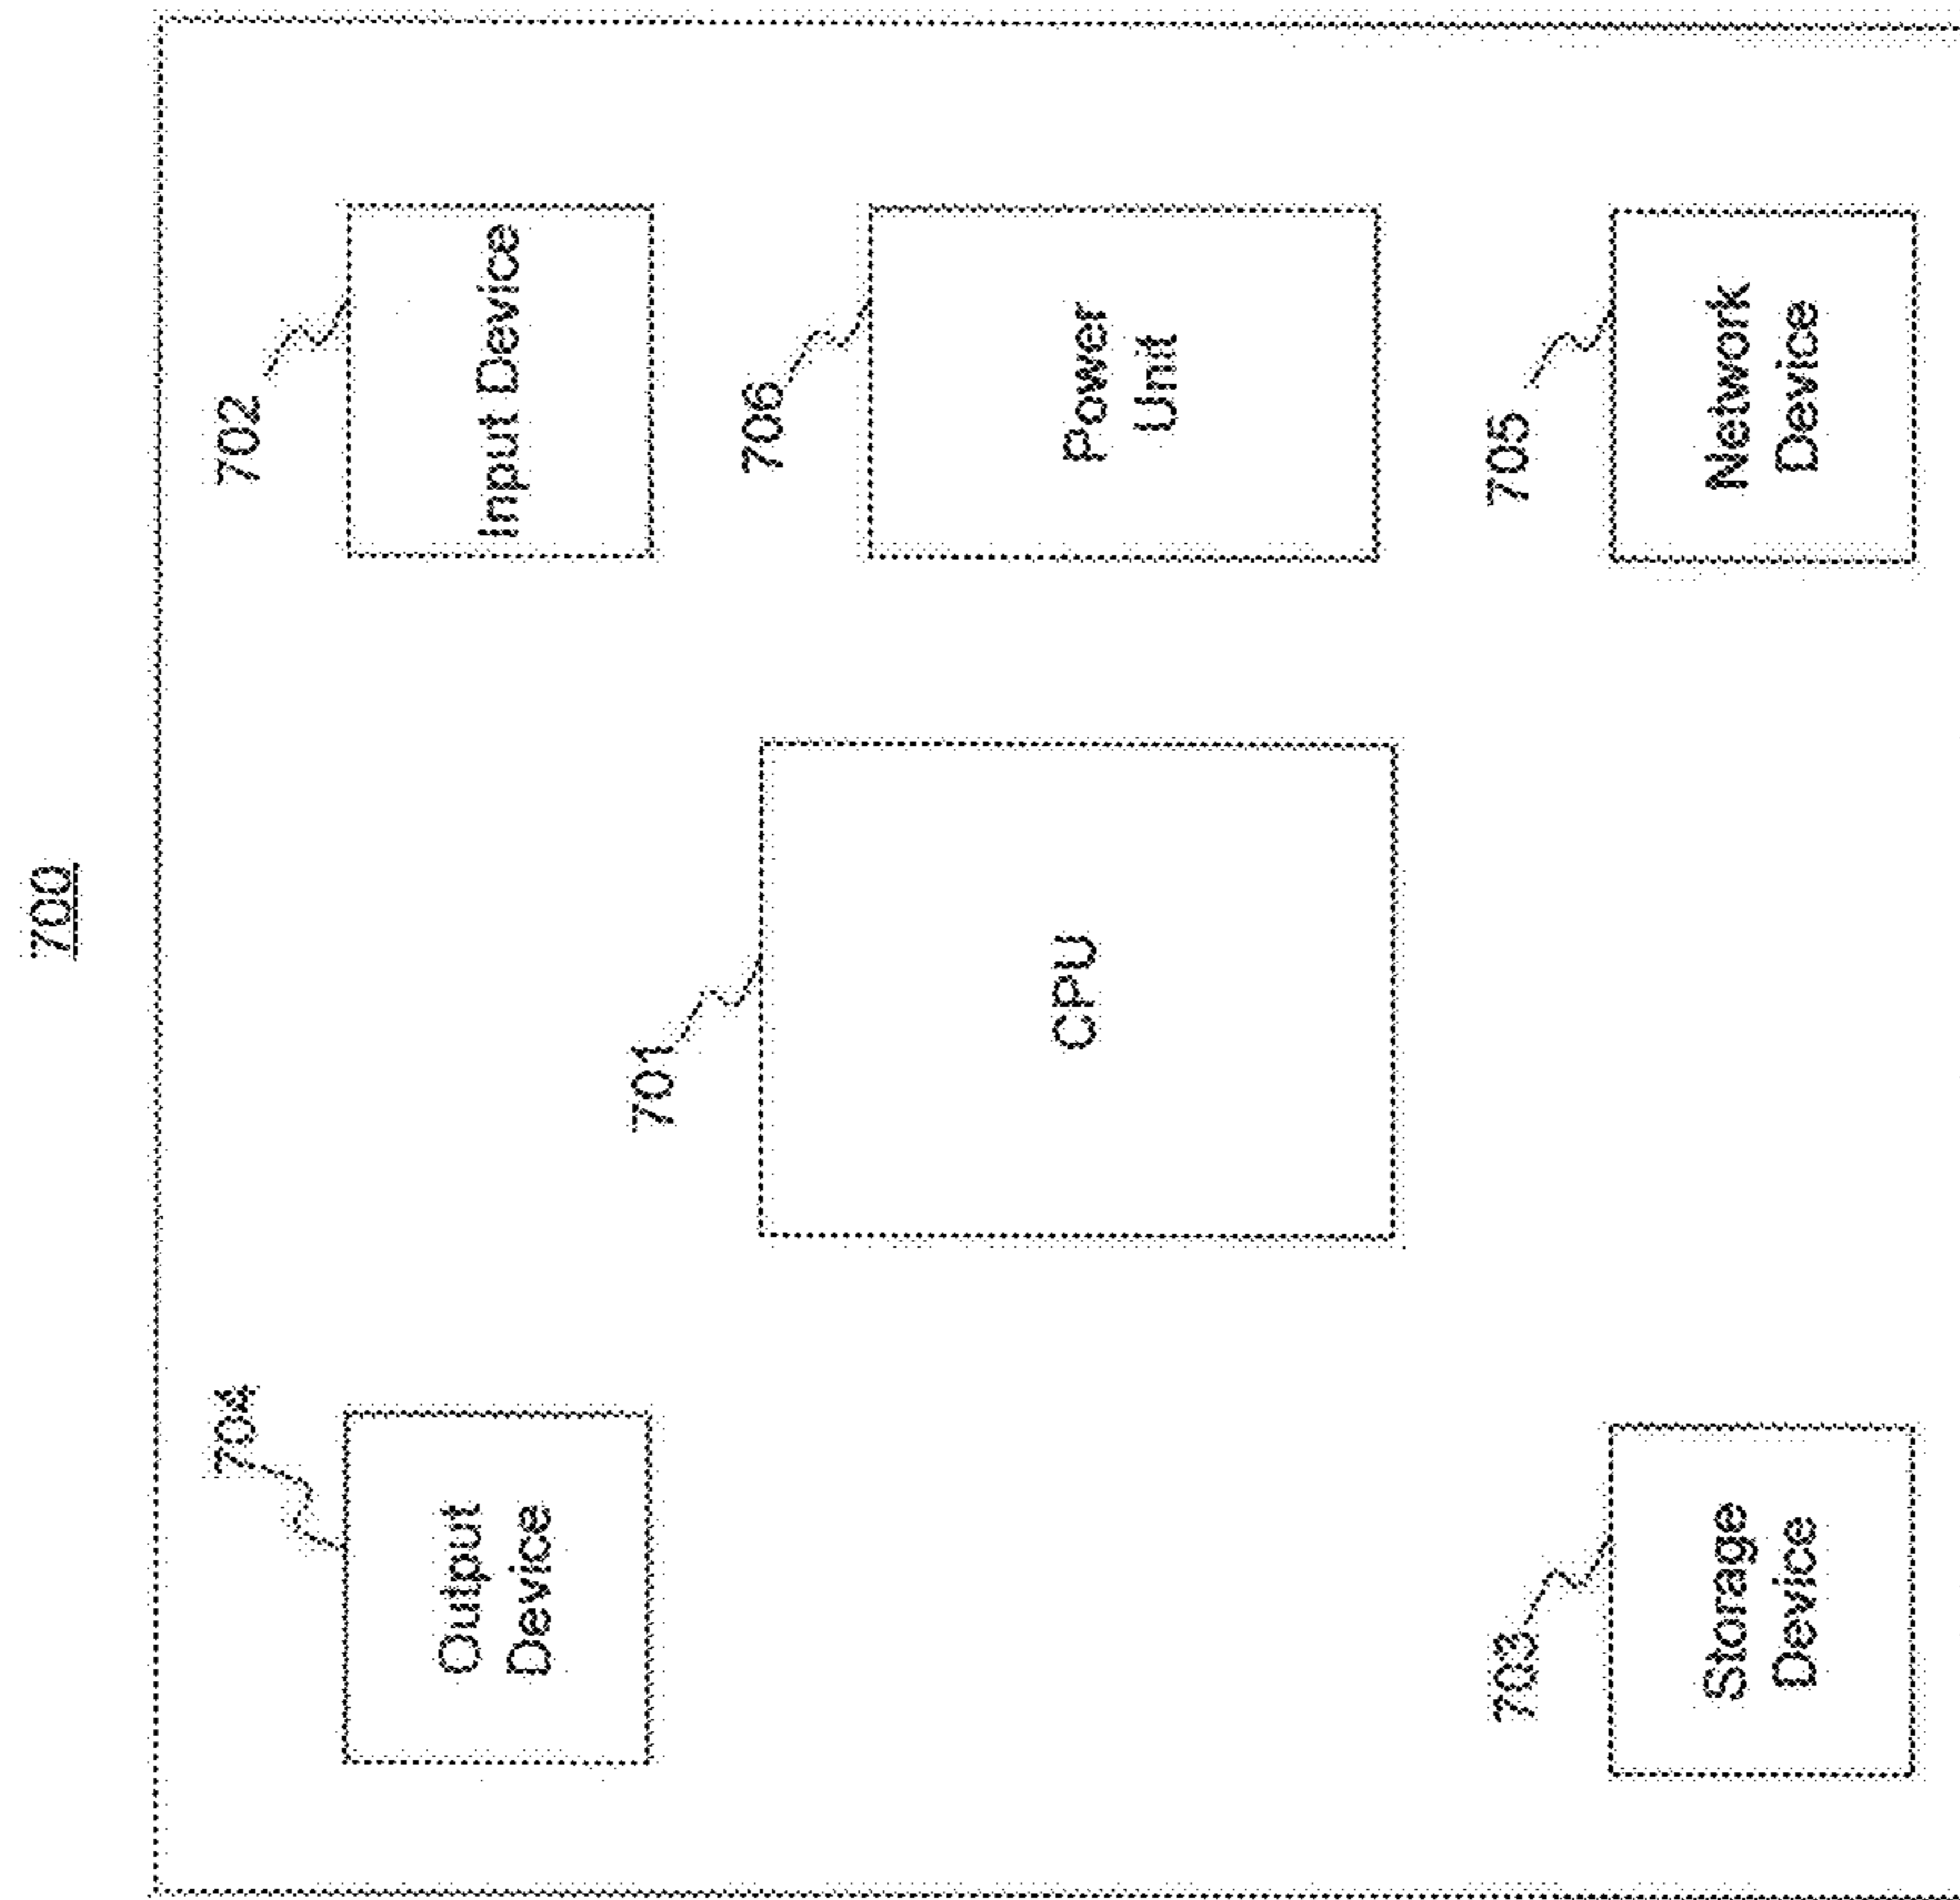 700
704
Output
Device
702
Input Device
701
CPU
706
Power
Unit
703
Storage
Device
705
Network
Device